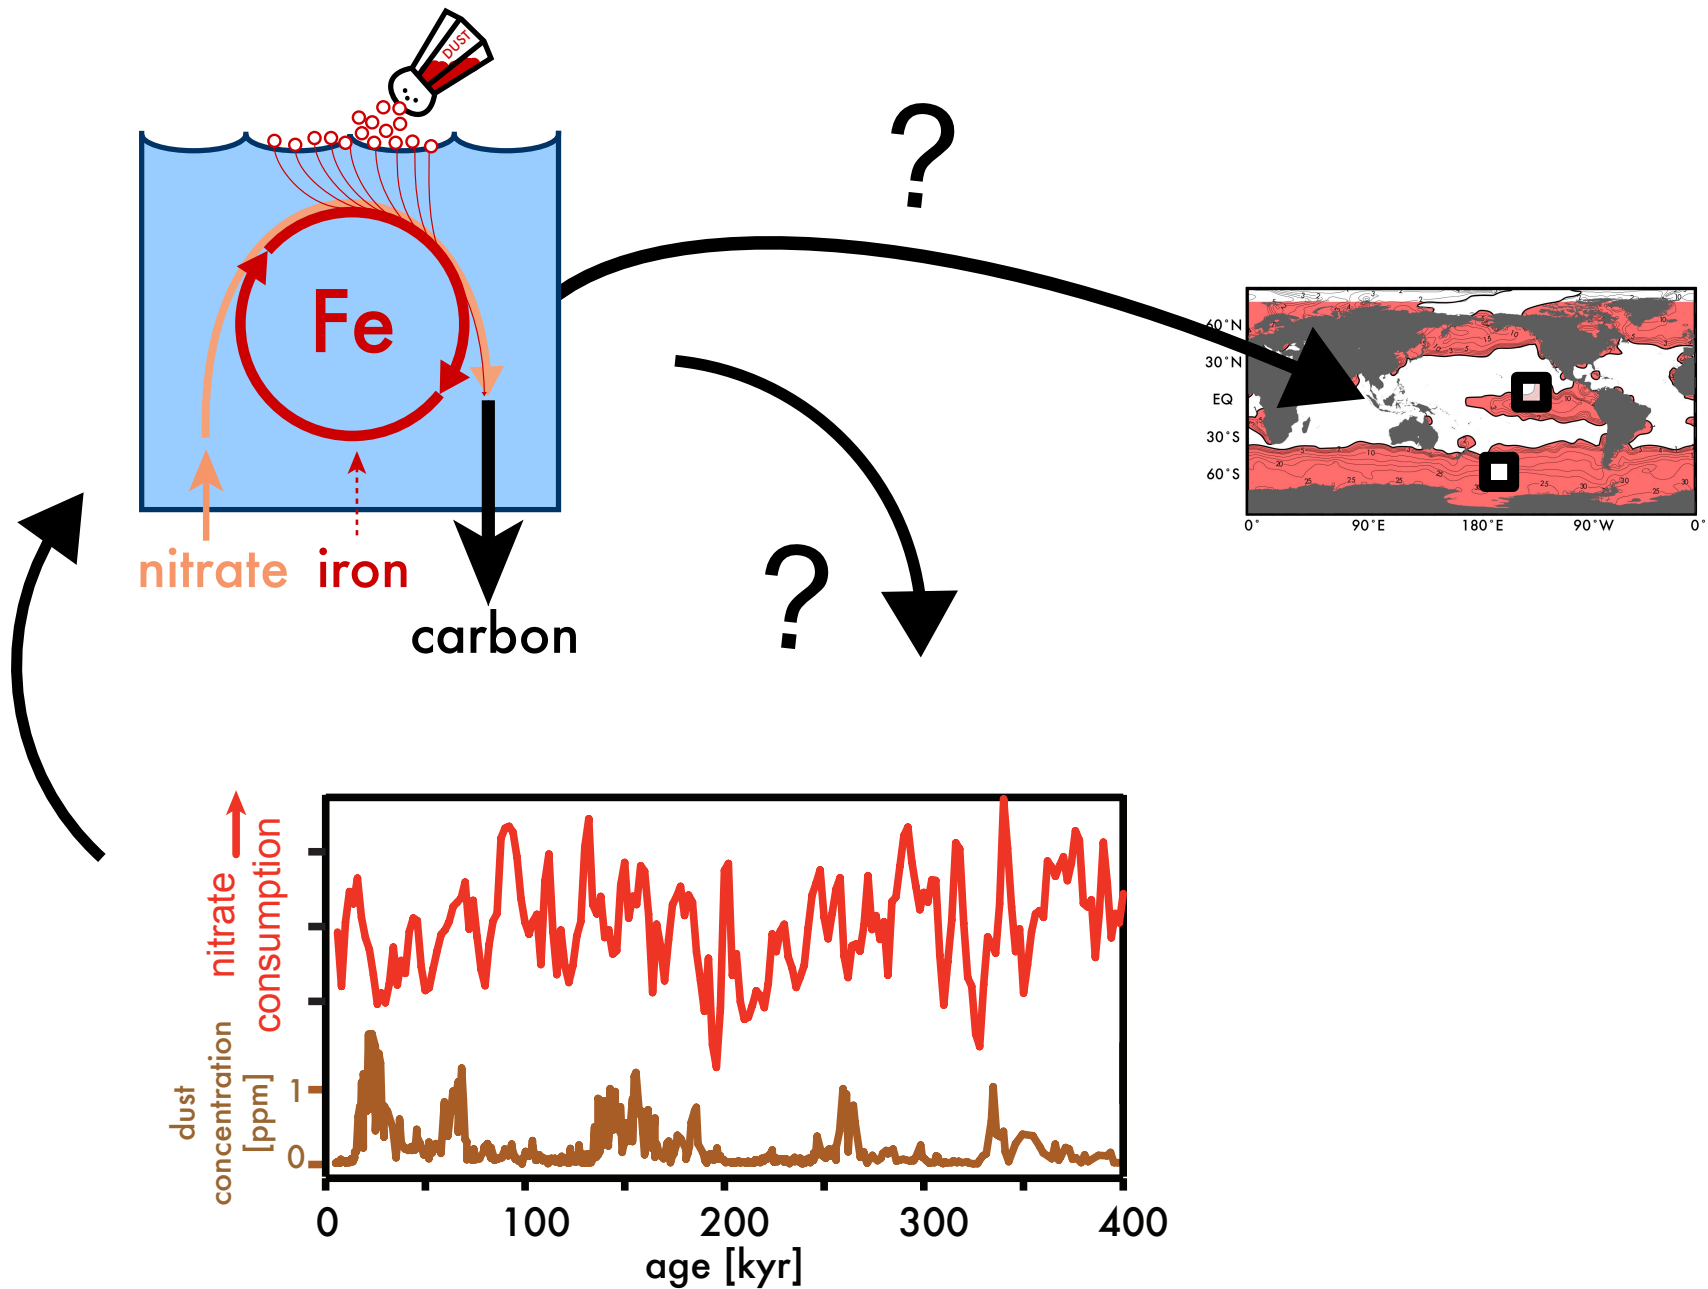 DUST
?
Fe
nitrate
iron
carbon
?
60°N
30°N
EQ
30°S
60°S
0°
90°E
180°E
90°W
0°
nitrate
consumption
dust
concentration
[ppm]
1
0
0
100
200
300
400
age [kyr]